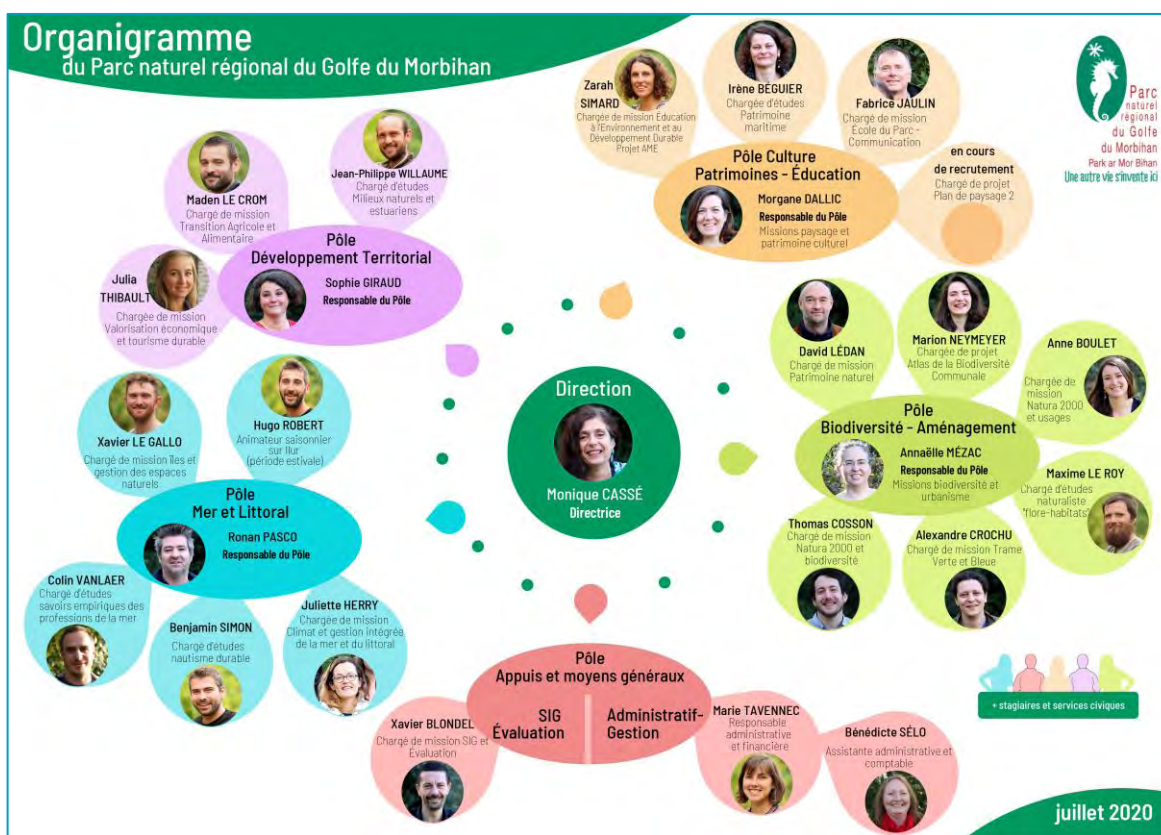 Organigramme
du Parc naturel régional du Golfe du Morbihan
Parc
naturel
régional
du Golfe
du Morbihan
Park ar Mor Bihan
Une autre vie s'invente ici
Maden LE CROM
Chargé de mission
Transition Agricole et
Alimentaire
Jean-Philippe WILLAUME
Chargé d'études
Milieux naturels et
estuariens
Julia
THIBAULT
Chargée de mission
Valorisation économique
et tourisme durable
Pôle
Développement Territorial
Sophie GIRAUD
Responsable du Pôle
Zarah
SIMARD
Chargée de mission Éducation
à l'Environnement et au
Développement Durable
Projet AME
Irène BÉGUIER
Chargée d'études
Patrimoine
maritime
Fabrice JAULIN
Chargé de mission
École du Parc -
Communication
en cours
de recrutement
Chargé de projet
Plan de paysage 2
Pôle Culture
Patrimoines - Éducation
Morgane DALLIC
Responsable du Pôle
Missions paysage et
patrimoine culturel
Xavier LE GALLO
Chargé de mission îles et
gestion des espaces
naturels
Hugo ROBERT
Animateur saisonnier
sur Ilur
(période estivale)
Pôle
Mer et Littoral
Ronan PASCO
Responsable du Pôle
Colin VANLAER
Chargé d'études
savoirs empiriques des
professions de la mer
Benjamin SIMON
Chargé d'études
nautisme durable
Juliette HERRY
Chargée de mission
Climat et gestion intégrée
de la mer et du littoral
Direction
Monique CASSÉ
Directrice
David LÉDAN
Chargé de mission
Patrimoine naturel
Marion NEYMEYER
Chargée de projet
Atlas de la Biodiversité
Communale
Anne BOULET
Chargée de
mission
Natura 2000
et usages
Pôle
Biodiversité - Aménagement
Annaëlle MÉZAC
Responsable du Pôle
Missions biodiversité et
urbanisme
Maxime LE ROY
Chargé d'études
naturaliste
"flore-habitats"
Thomas COSSON
Chargé de mission
Natura 2000 et
biodiversité
Alexandre CROCHU
Chargé de mission Trame
Verte et Bleue
Pôle
Appuis et moyens généraux
SIG
Évaluation
Administratif-
Gestion
Xavier BLONDEL
Chargé de mission SIG et
Évaluation
Marie TAVENNEC
Responsable
administrative
et financière
Bénédicte SÉLO
Assistante administrative et
comptable
+ stagiaires et services civiques
juillet 2020